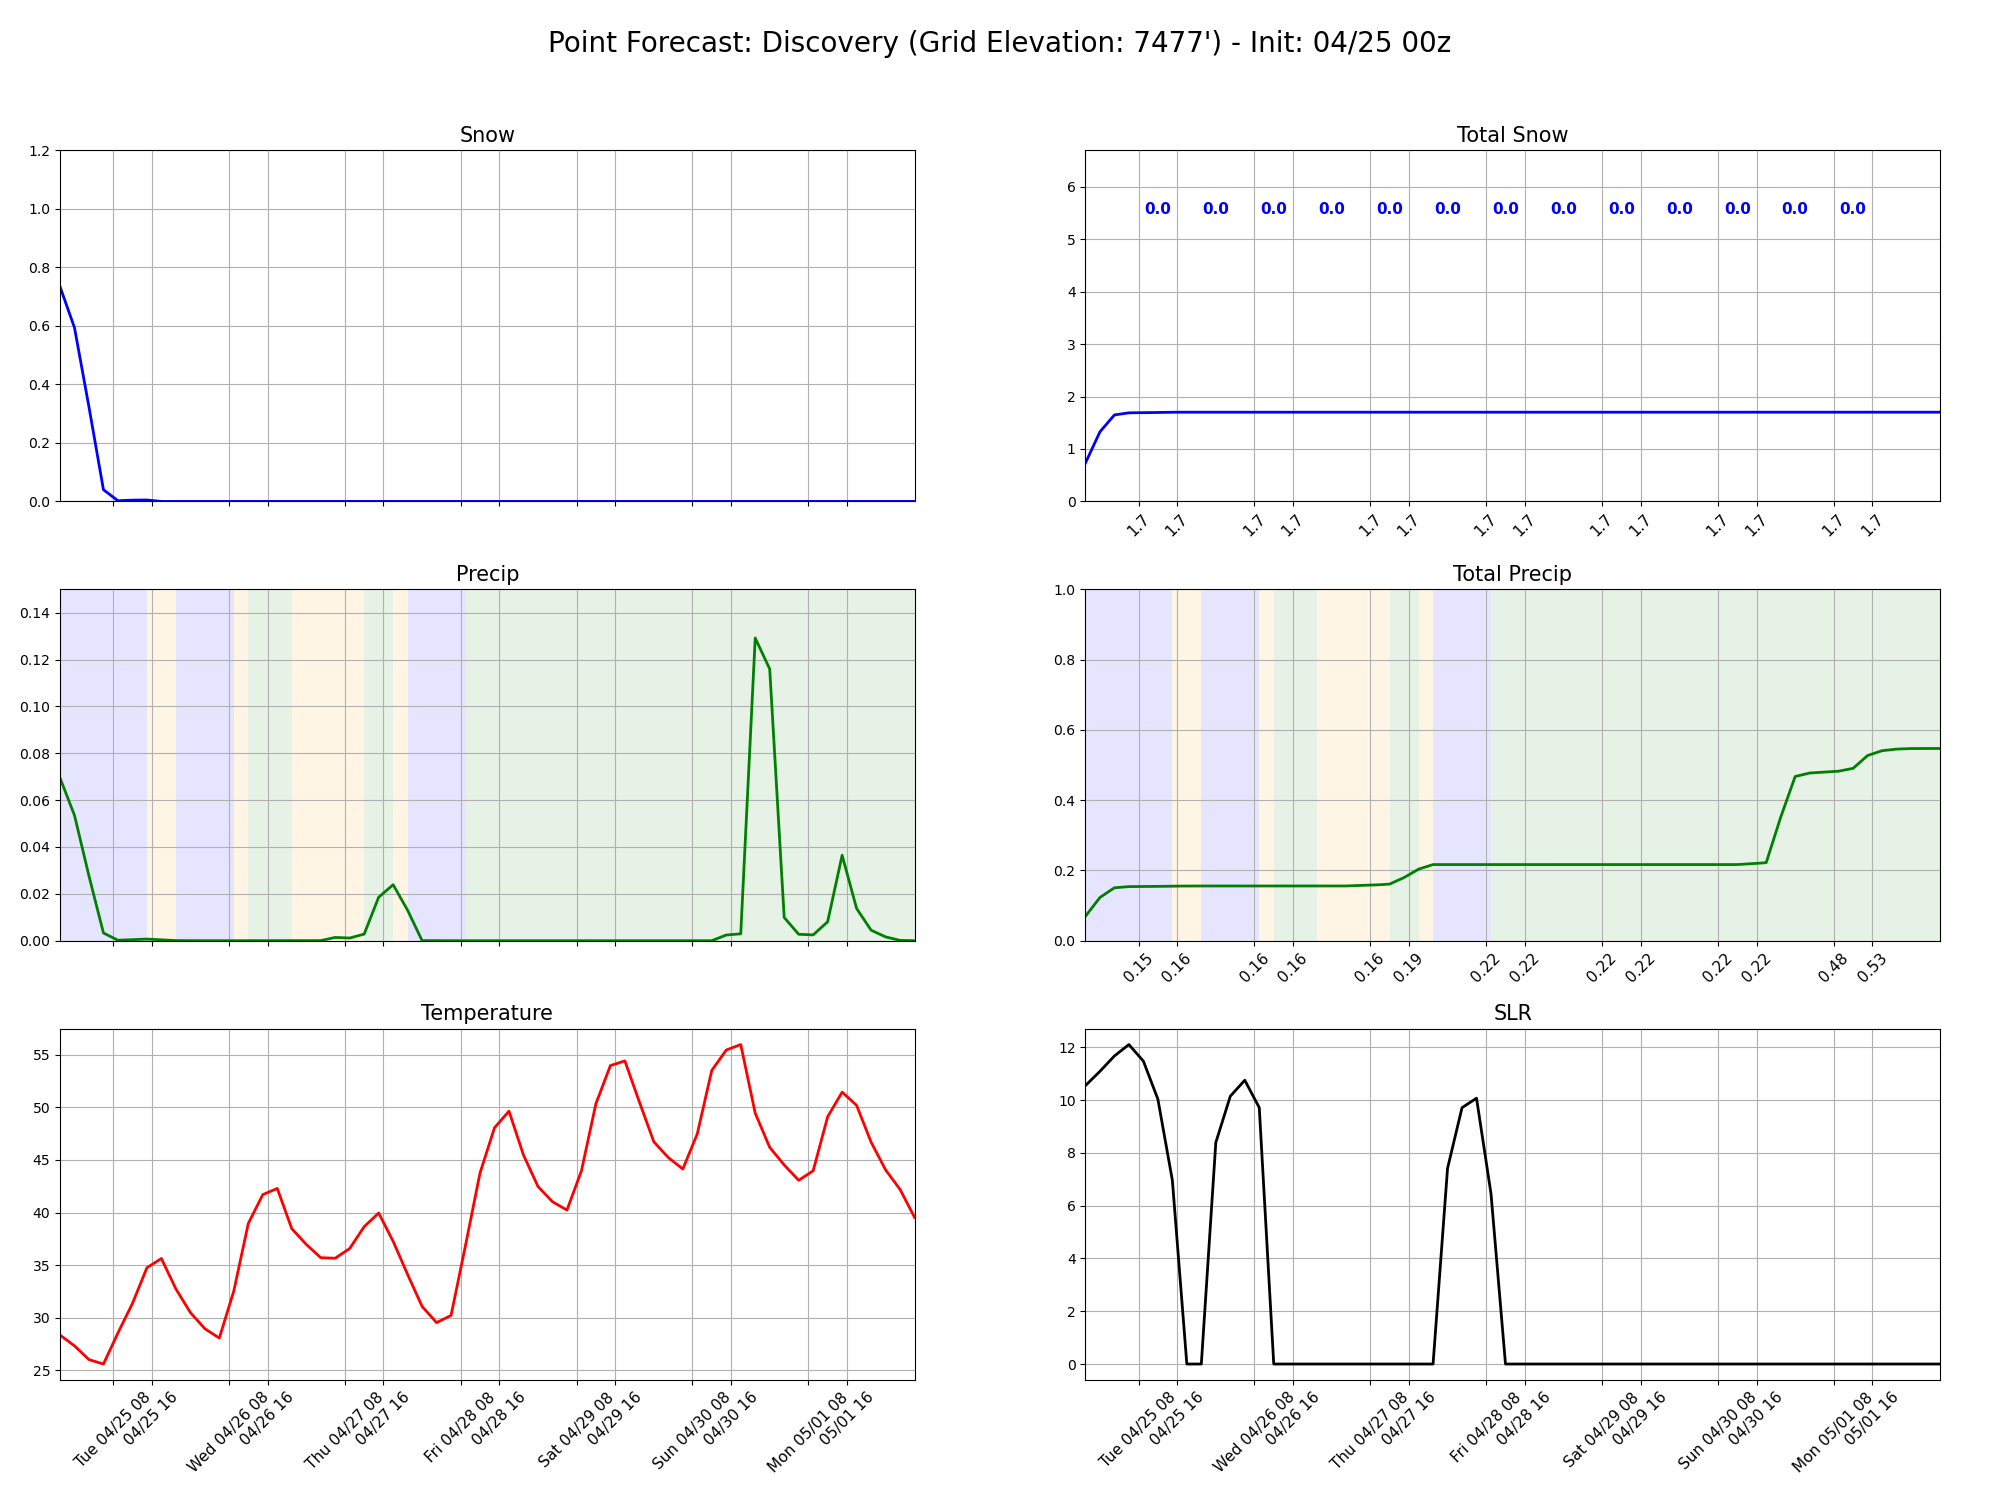 Point Forecast: Discovery (Grid Elevation: 7477') - Init: 04/25 00z
Snow
1.2
1.0
0.8
0.6
0.4
0.2
0.0
Total Snow
6
5
4
3
2
1
0
0.0 0.0 0.0 0.0 0.0 0.0 0.0 0.0 0.0 0.0 0.0 0.0 0.0
1.7 1.7 1.7 1.7 1.7 1.7 1.7 1.7 1.7 1.7 1.7 1.7 1.7 1.7
Precip
0.14
0.12
0.10
0.08
0.06
0.04
0.02
0.00
Total Precip
1.0
0.8
0.6
0.4
0.2
0.0
0.15 0.16 0.16 0.16 0.16 0.19 0.22 0.22 0.22 0.22 0.22 0.22 0.48 0.53
Temperature
55
50
45
40
35
30
25
Tue 04/25 08
04/25 16
Wed 04/26 08
04/26 16
Thu 04/27 08
04/27 16
Fri 04/28 08
04/28 16
Sat 04/29 08
04/29 16
Sun 04/30 08
04/30 16
Mon 05/01 08
05/01 16
SLR
12
10
8
6
4
2
0
Tue 04/25 08
04/25 16
Wed 04/26 08
04/26 16
Thu 04/27 08
04/27 16
Fri 04/28 08
04/28 16
Sat 04/29 08
04/29 16
Sun 04/30 08
04/30 16
Mon 05/01 08
05/01 16